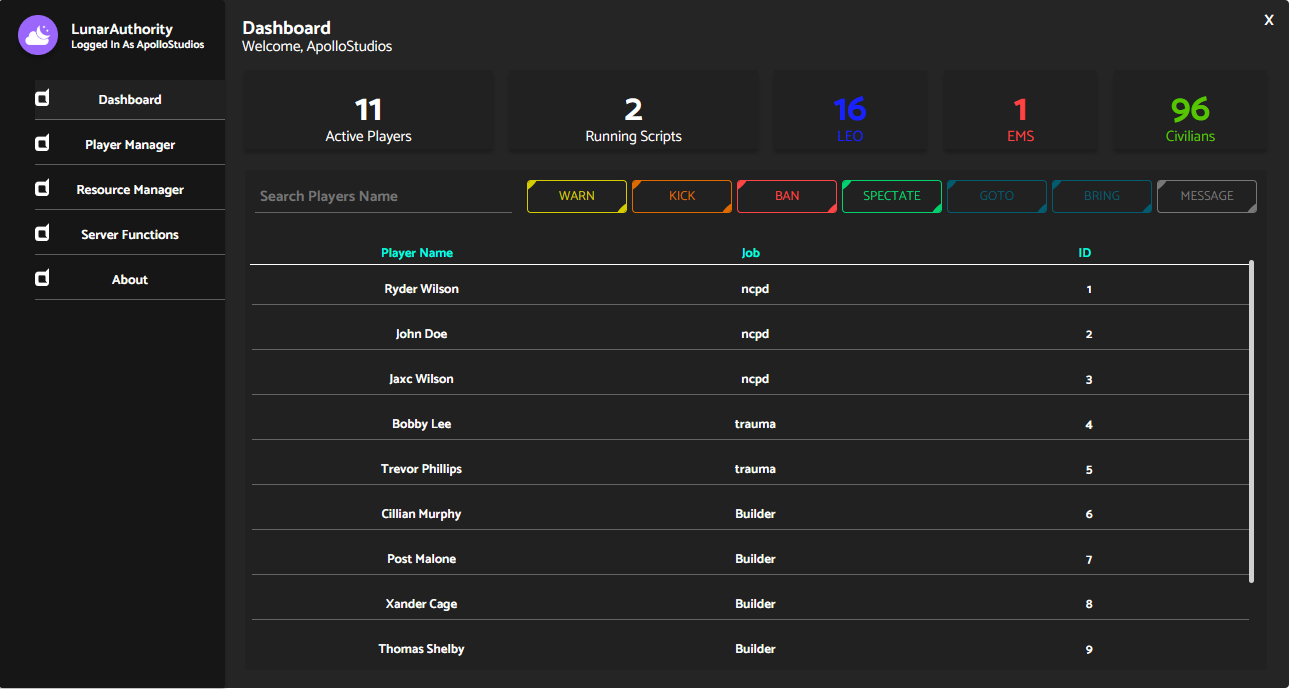 LunarAuthority
Logged In As ApolloStudios
Dashboard
Player Manager
Resource Manager
Server Functions
About
Dashboard
Welcome, ApolloStudios
X
11
Active Players
2
Running Scripts
16
LEO
1
EMS
96
Civilians
Search Players Name
WARN KICK BAN SPECTATE GOTO BRING MESSAGE
Player Name Job ID
Ryder Wilson ncpd 1
John Doe ncpd 2
Jaxc Wilson ncpd 3
Bobby Lee trauma 4
Trevor Phillips trauma 5
Cillian Murphy Builder 6
Post Malone Builder 7
Xander Cage Builder 8
Thomas Shelby Builder 9